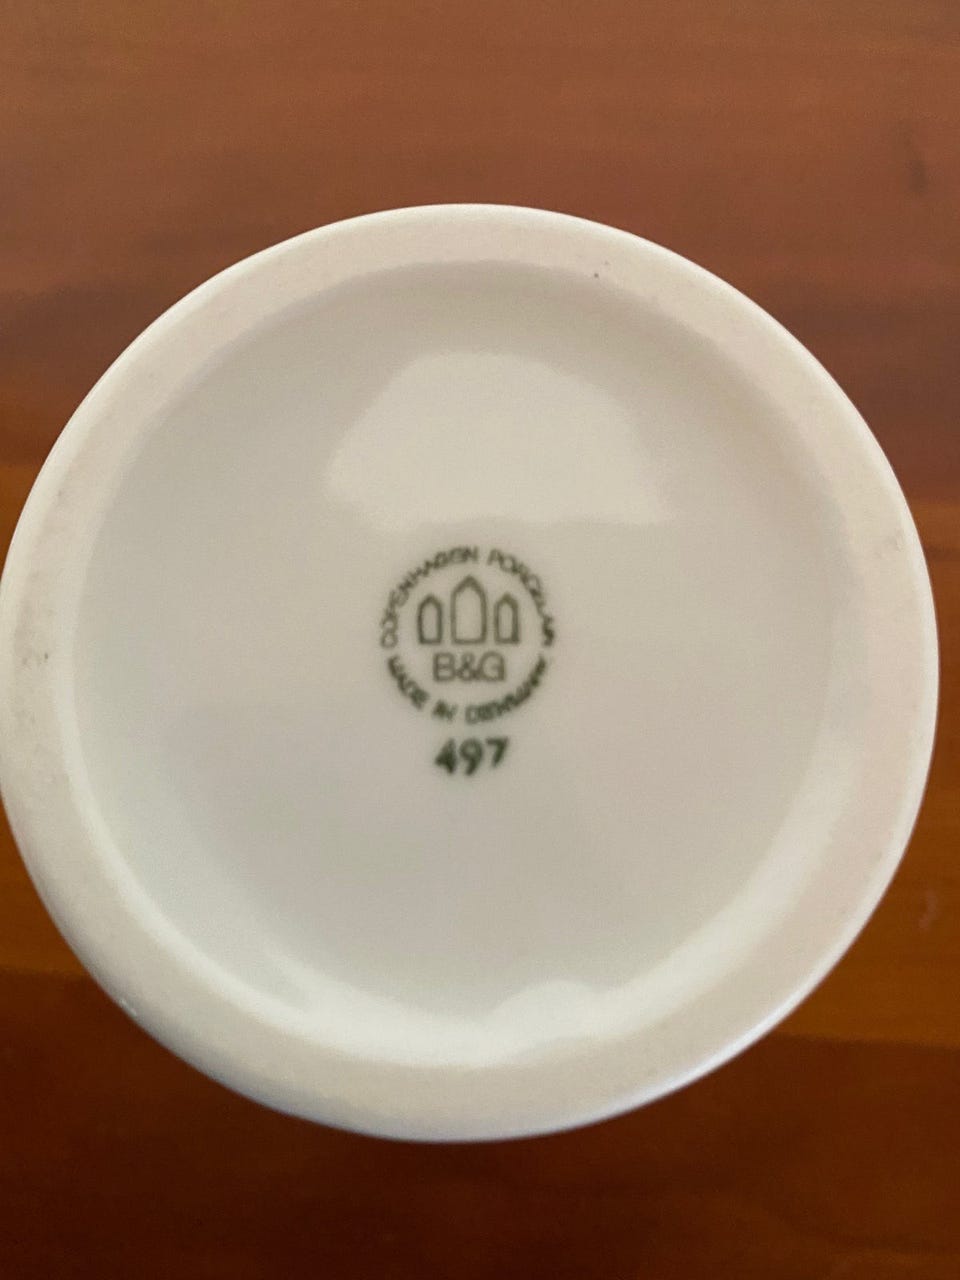 COPENHAGEN PORCELAIN
B&G
MADE IN DENMARK
497